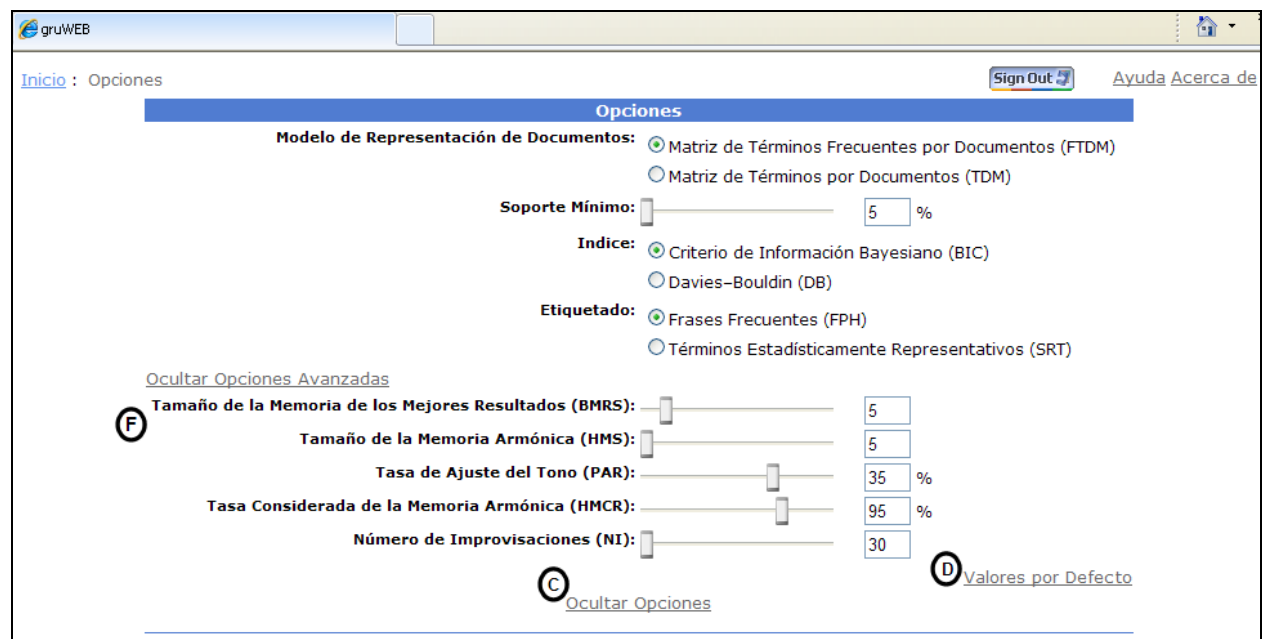 gruWEB
Inicio : Opciones Sign Out Ayuda Acerca de
Opciones
Modelo de Representación de Documentos: Matriz de Términos Frecuentes por Documentos (FTDM)
Matriz de Términos por Documentos (TDM)
Soporte Mínimo: 5 %
Indice: Criterio de Información Bayesiano (BIC)
Davies–Bouldin (DB)
Etiquetado: Frases Frecuentes (FPH)
Términos Estadísticamente Representativos (SRT)
Ocultar Opciones Avanzadas
F Tamaño de la Memoria de los Mejores Resultados (BMRS): 5
Tamaño de la Memoria Armónica (HMS): 5
Tasa de Ajuste del Tono (PAR): 35 %
Tasa Considerada de la Memoria Armónica (HMCR): 95 %
Número de Improvisaciones (NI): 30
D Valores por Defecto
C Ocultar Opciones